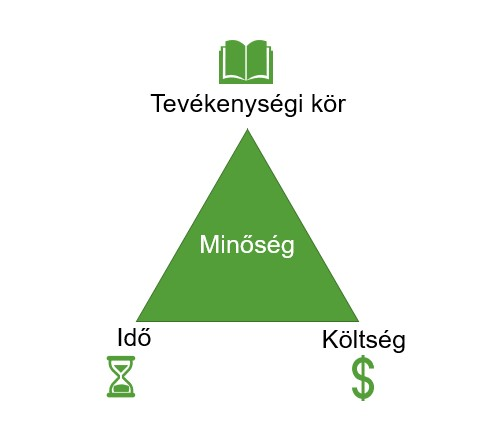 Tevékenységi kör
Minőség
Idő
Költség
$